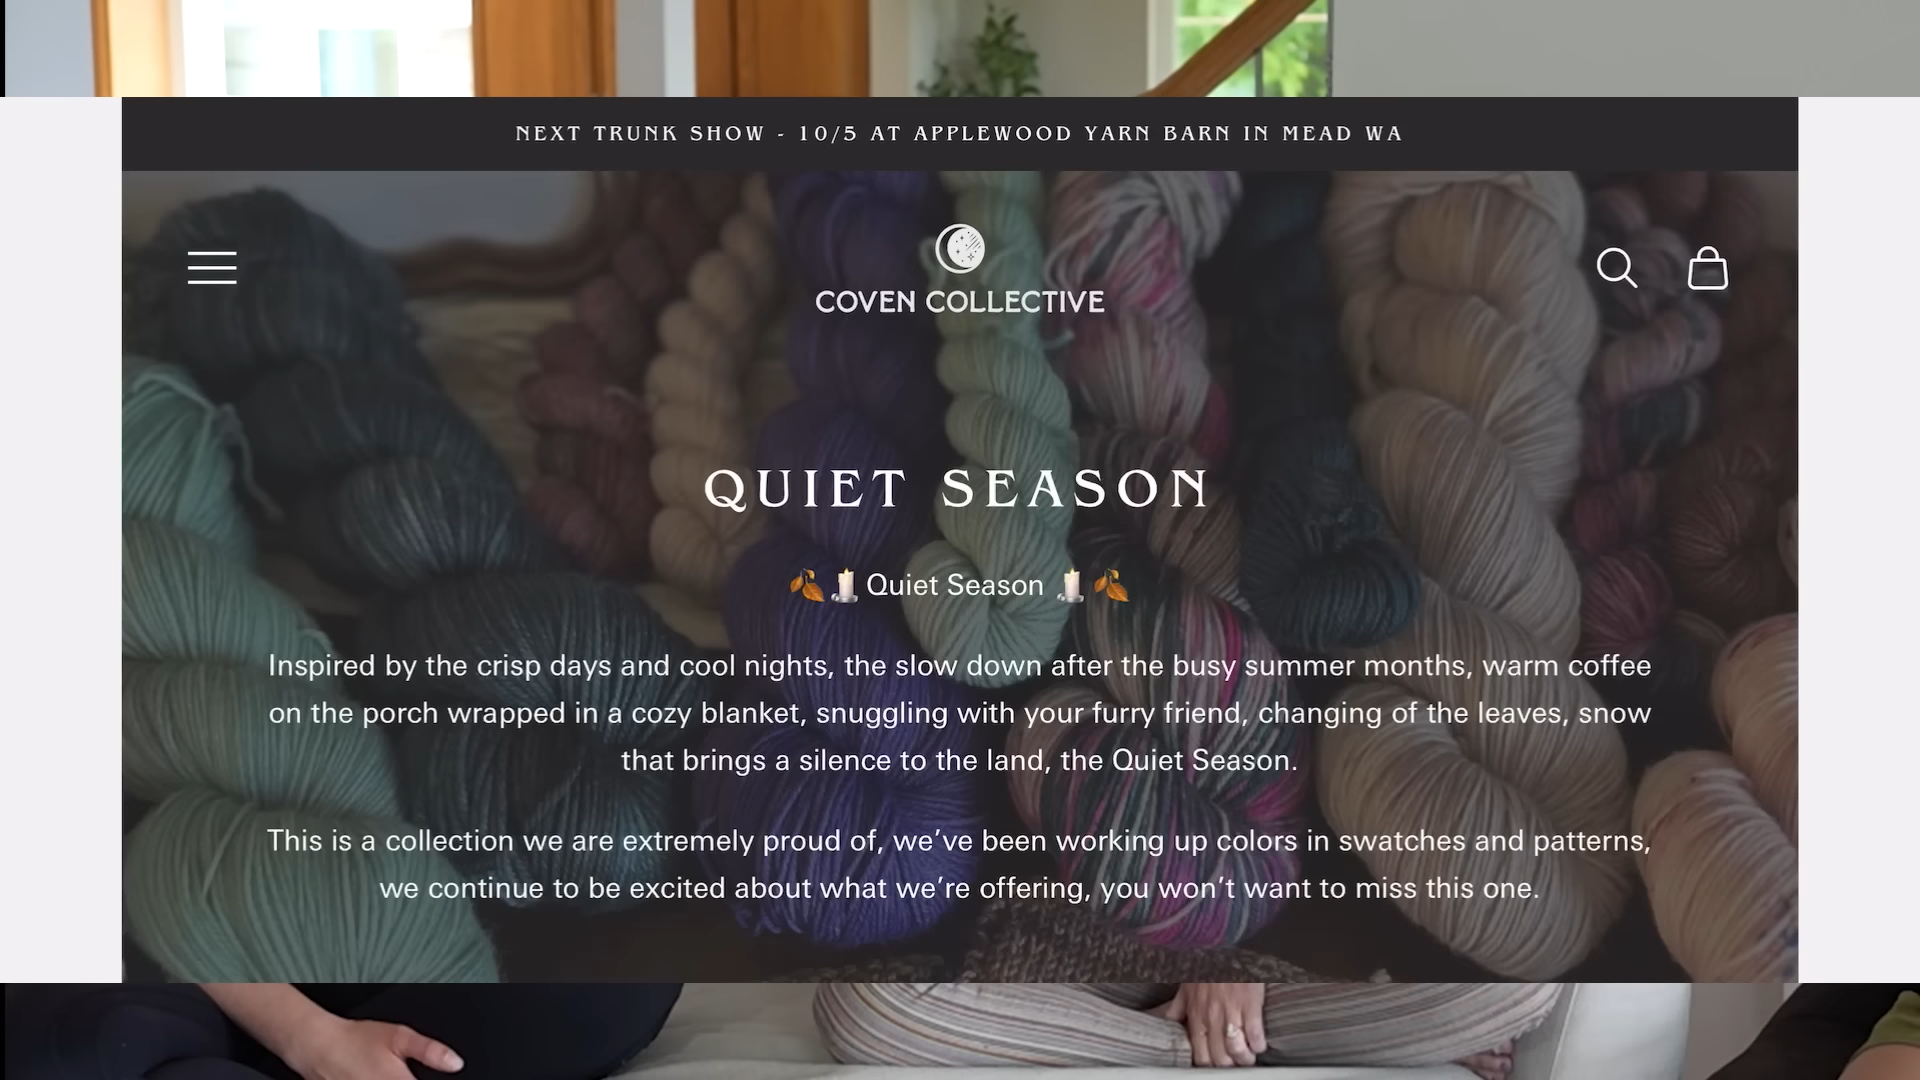 NEXT TRUNK SHOW - 10/5 AT APPLEWOOD YARN BARN IN MEAD WA
COVEN COLLECTIVE
QUIET SEASON
🍂🕯️ Quiet Season 🕯️🍂
Inspired by the crisp days and cool nights, the slow down after the busy summer months, warm coffee
on the porch wrapped in a cozy blanket, snuggling with your furry friend, changing of the leaves, snow
that brings a silence to the land, the Quiet Season.
This is a collection we are extremely proud of, we’ve been working up colors in swatches and patterns,
we continue to be excited about what we’re offering, you won’t want to miss this one.